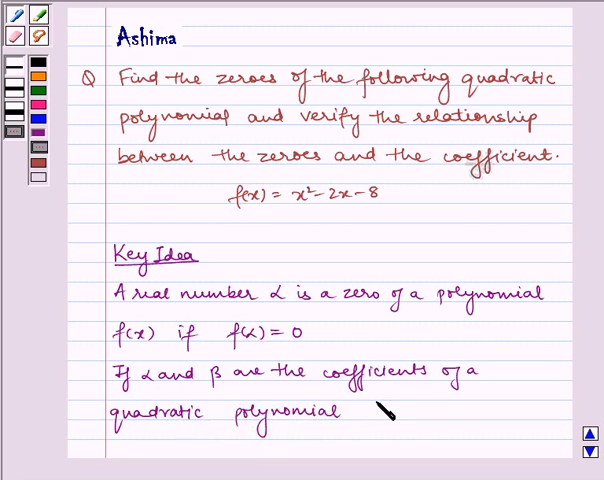 Ashima
Q Find the zeroes of the following quadratic
polynomial and verify the relationship
between the zeroes and the coefficient.
f(x) = x² - 2x - 8
Key Idea
A real number α is a zero of a polynomial
f(x) if f(α) = 0
If α and β are the coefficients of a
quadratic polynomial